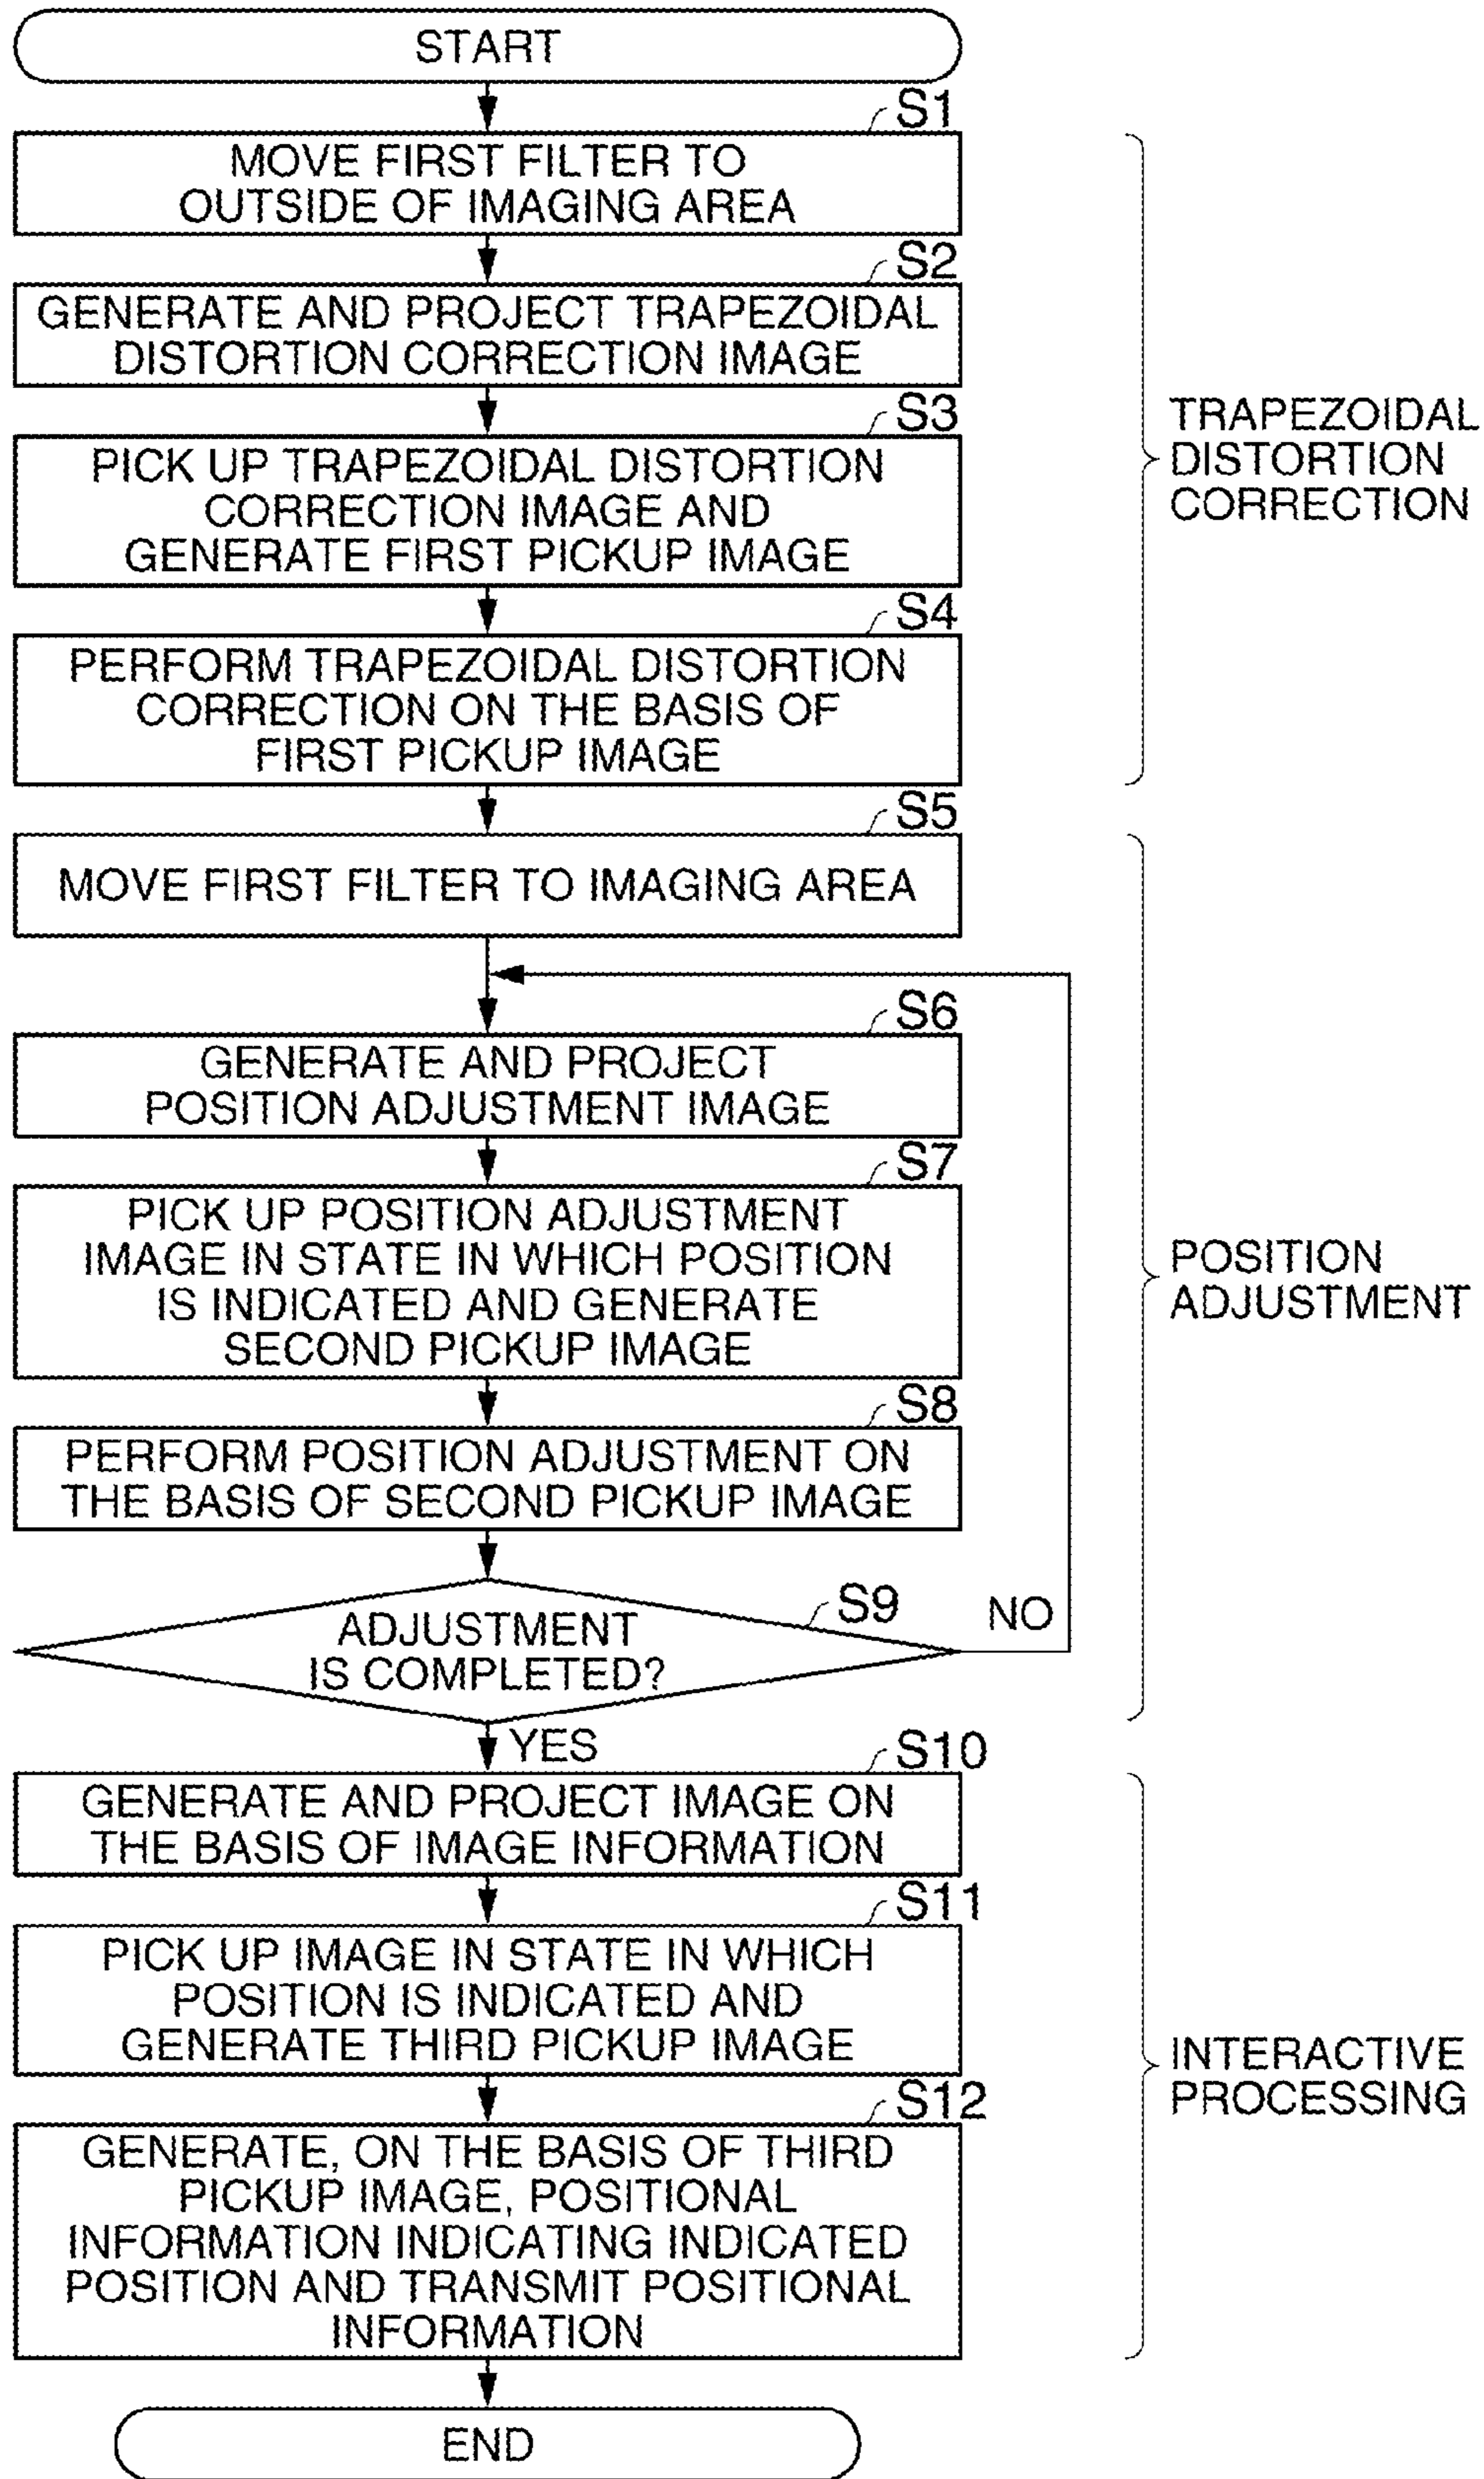 START
S1
MOVE FIRST FILTER TO
OUTSIDE OF IMAGING AREA
S2
GENERATE AND PROJECT TRAPEZOIDAL
DISTORTION CORRECTION IMAGE
S3
PICK UP TRAPEZOIDAL DISTORTION
CORRECTION IMAGE AND
GENERATE FIRST PICKUP IMAGE
S4
PERFORM TRAPEZOIDAL DISTORTION
CORRECTION ON THE BASIS OF
FIRST PICKUP IMAGE
TRAPEZOIDAL
DISTORTION
CORRECTION
S5
MOVE FIRST FILTER TO IMAGING AREA
S6
GENERATE AND PROJECT
POSITION ADJUSTMENT IMAGE
S7
PICK UP POSITION ADJUSTMENT
IMAGE IN STATE IN WHICH POSITION
IS INDICATED AND GENERATE
SECOND PICKUP IMAGE
S8
PERFORM POSITION ADJUSTMENT ON
THE BASIS OF SECOND PICKUP IMAGE
S9
ADJUSTMENT
IS COMPLETED?
NO
YES
POSITION
ADJUSTMENT
S10
GENERATE AND PROJECT IMAGE ON
THE BASIS OF IMAGE INFORMATION
S11
PICK UP IMAGE IN STATE IN WHICH
POSITION IS INDICATED AND
GENERATE THIRD PICKUP IMAGE
S12
GENERATE, ON THE BASIS OF THIRD
PICKUP IMAGE, POSITIONAL
INFORMATION INDICATING INDICATED
POSITION AND TRANSMIT POSITIONAL
INFORMATION
INTERACTIVE
PROCESSING
END